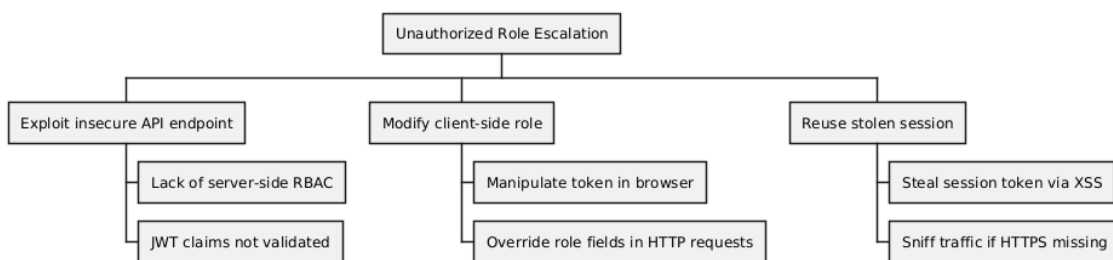 Unauthorized Role Escalation
Exploit insecure API endpoint
Lack of server-side RBAC
JWT claims not validated
Modify client-side role
Manipulate token in browser
Override role fields in HTTP requests
Reuse stolen session
Steal session token via XSS
Sniff traffic if HTTPS missing